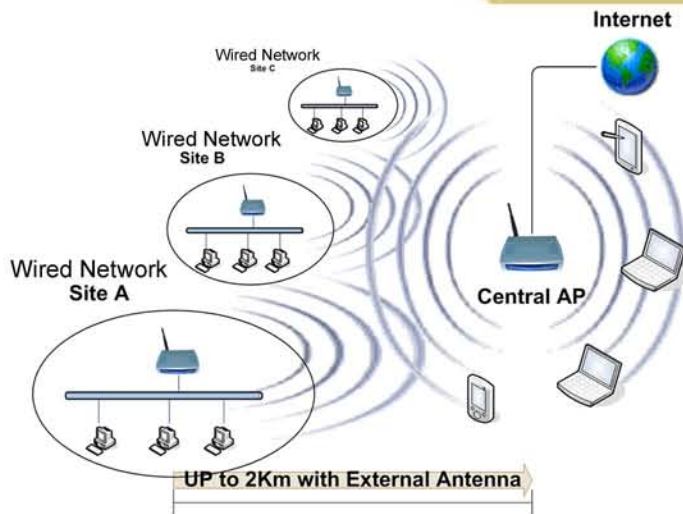 Internet
Wired Network
Site C
Wired Network
Site B
Wired Network
Site A
Central AP
UP to 2Km with External Antenna